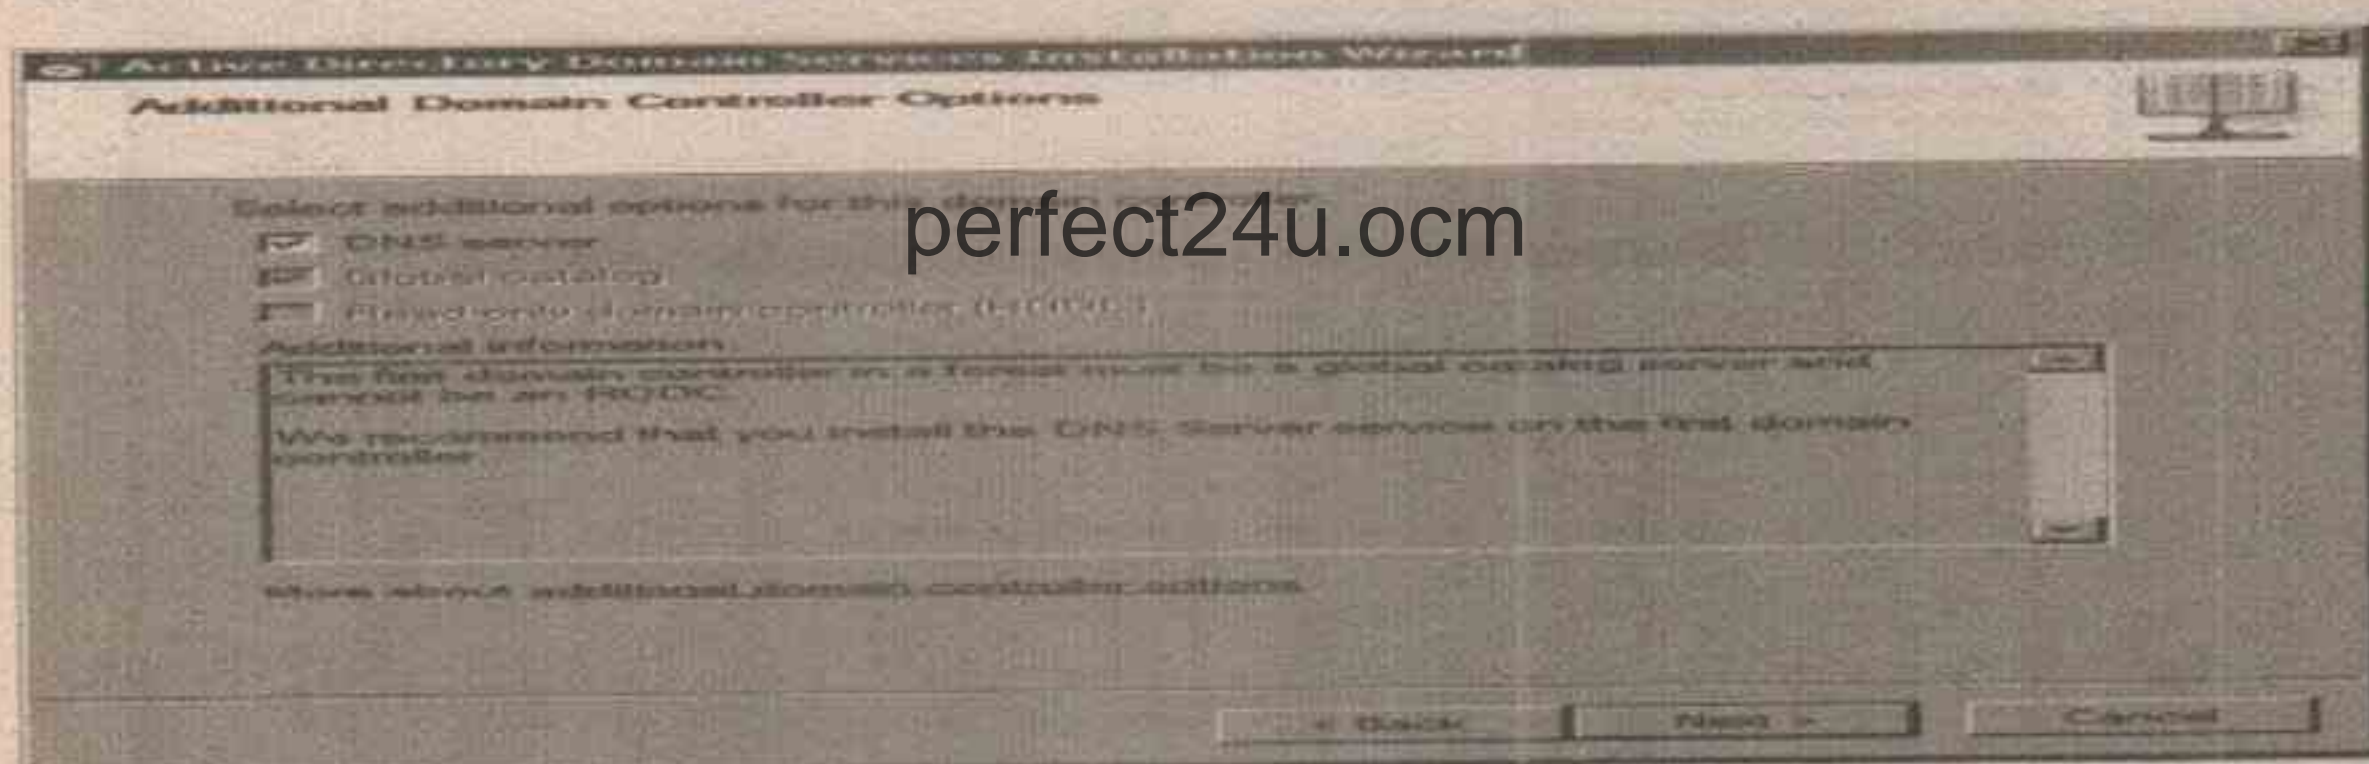 Active Directory Domain Services Installation Wizard
Additional Domain Controller Options
Select additional options for this domain
perfect24u.ocm
DNS server
Global catalog
Read-only domain controller (RODC)
Additional information
The first domain controller in a forest must be a global catalog server and
cannot be an RODC.
We recommend that you install the DNS Server service on the first domain
controller
More about additional domain controller options
< Back
Next >
Cancel